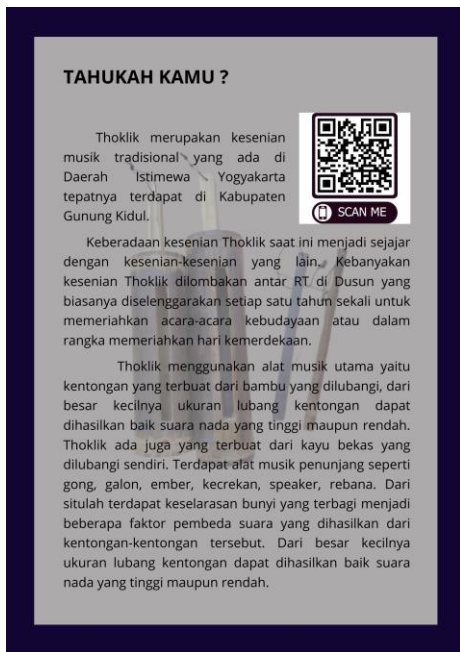 TAHUKAH KAMU ?
Thoklik merupakan kesenian
musik tradisional yang ada di
Daerah Istimewa Yogyakarta
tepatnya terdapat di Kabupaten
Gunung Kidul.
SCAN ME
Keberadaan kesenian Thoklik saat ini menjadi sejajar
dengan kesenian-kesenian yang lain. Kebanyakan
kesenian Thoklik dilombakan antar RT di Dusun yang
biasanya diselenggarakan setiap satu tahun sekali untuk
memeriahkan acara-acara kebudayaan atau dalam
rangka memeriahkan hari kemerdekaan.
Thoklik menggunakan alat musik utama yaitu
kentongan yang terbuat dari bambu yang dilubangi, dari
besar kecilnya ukuran lubang kentongan dapat
dihasilkan baik suara nada yang tinggi maupun rendah.
Thoklik ada juga yang terbuat dari kayu bekas yang
dilubangi sendiri. Terdapat alat musik penunjang seperti
gong, galon, ember, kecrekan, speaker, rebana. Dari
situlah terdapat keselarasan bunyi yang terbagi menjadi
beberapa faktor pembeda suara yang dihasilkan dari
kentongan-kentongan tersebut. Dari besar kecilnya
ukuran lubang kentongan dapat dihasilkan baik suara
nada yang tinggi maupun rendah.